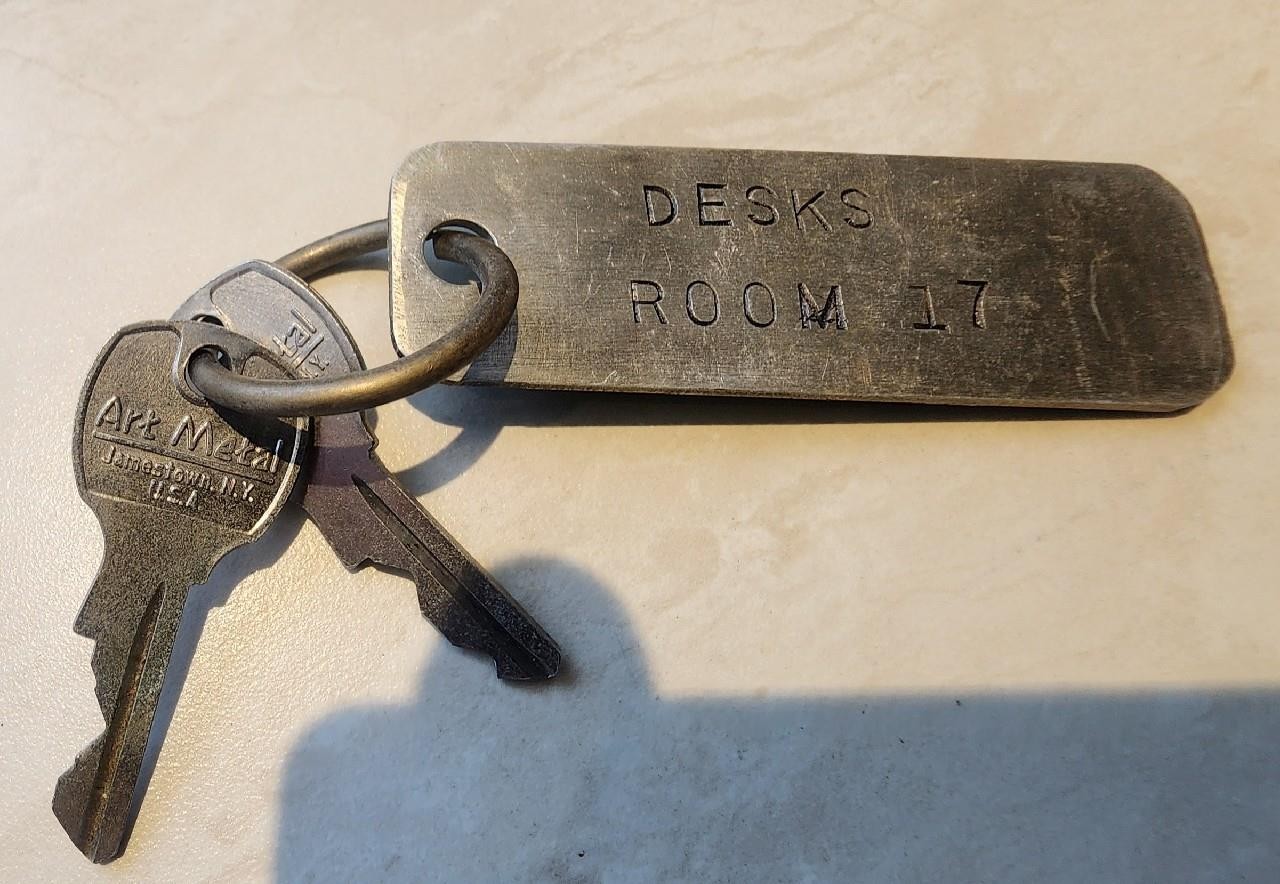 DESKS
ROOM 17
Art Metal
Jamestown, N.Y.
U.S.A